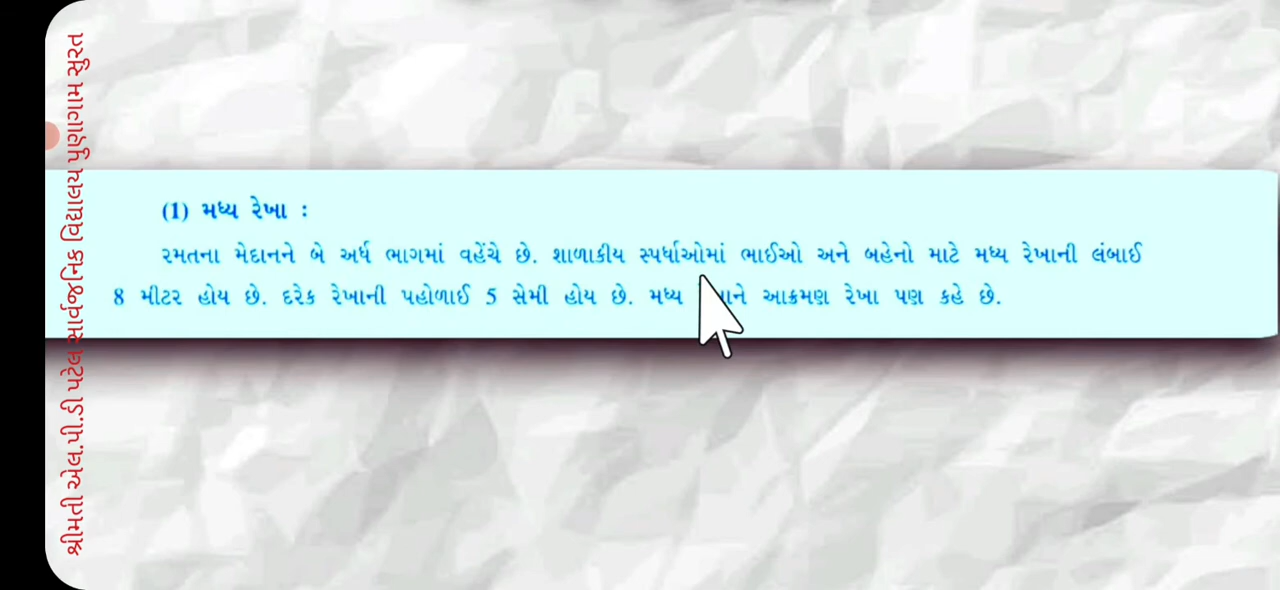 (1) મધ્ય રેખા :
રમતના મેદાનને બે અર્ધ ભાગમાં વહેંચે છે. શાળાકીય સ્પર્ધાઓમાં ભાઈઓ અને બહેનો માટે મધ્ય રેખાની લંબાઈ
8 મીટર હોય છે. દરેક રેખાની પહોળાઈ 5 સેમી હોય છે. મધ્ય આક્રમણ રેખા પણ કહે છે.
શ્રીમતી એલ.પી.ડી પટેલ સાર્વજનિક વિદ્યાલય પુણાગામ સુરત